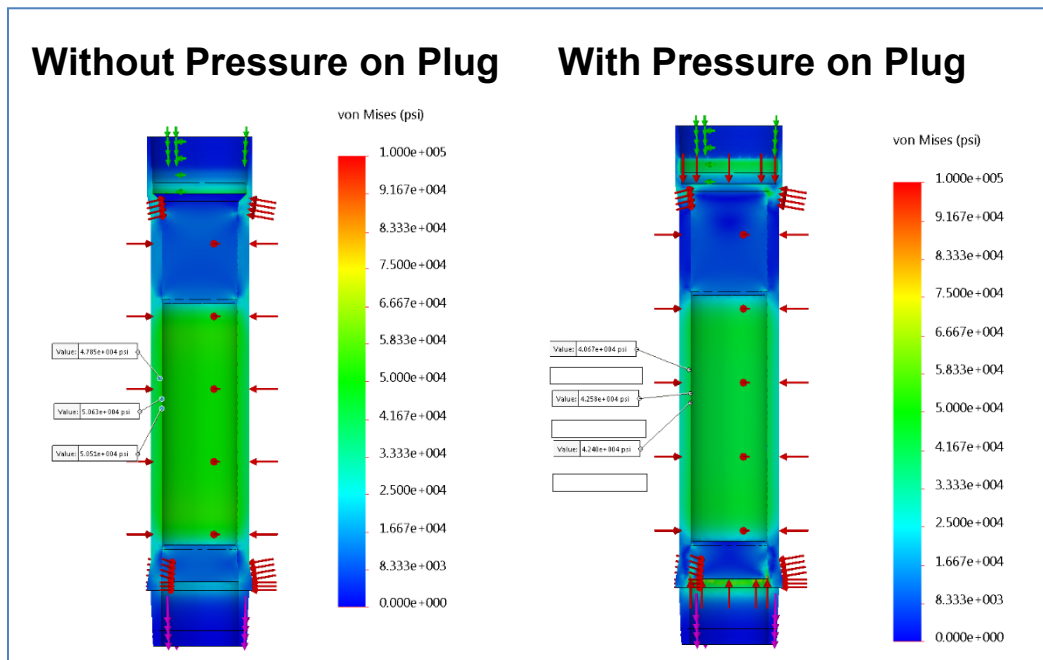 Without Pressure on Plug
With Pressure on Plug
von Mises (psi)
1.000e+005
9.167e+004
8.333e+004
7.500e+004
6.667e+004
5.833e+004
5.000e+004
4.167e+004
3.333e+004
2.500e+004
1.667e+004
8.333e+003
0.000e+000
Value: 4.785e+004 psi
Value: 5.063e+004 psi
Value: 5.051e+004 psi
von Mises (psi)
1.000e+005
9.167e+004
8.333e+004
7.500e+004
6.667e+004
5.833e+004
5.000e+004
4.167e+004
3.333e+004
2.500e+004
1.667e+004
8.333e+003
0.000e+000
Value: 4.067e+004 psi
Value: 4.258e+004 psi
Value: 4.240e+004 psi